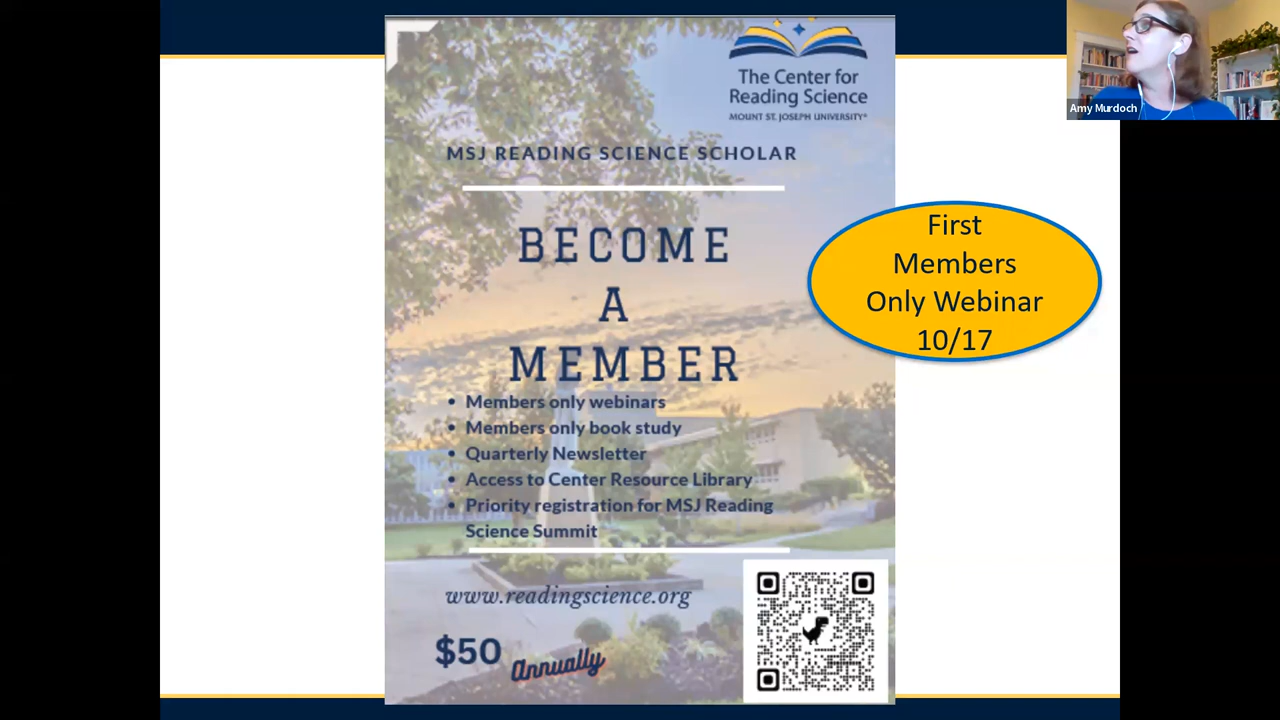 The Center for
Reading Science
MOUNT ST. JOSEPH UNIVERSITY®
Amy Murdoch
MSJ READING SCIENCE SCHOLAR
BECOME
A
MEMBER
First
Members
Only Webinar
10/17
• Members only webinars
• Members only book study
• Quarterly Newsletter
• Access to Center Resource Library
• Priority registration for MSJ Reading
Science Summit
www.readingscience.org
$50 Annually